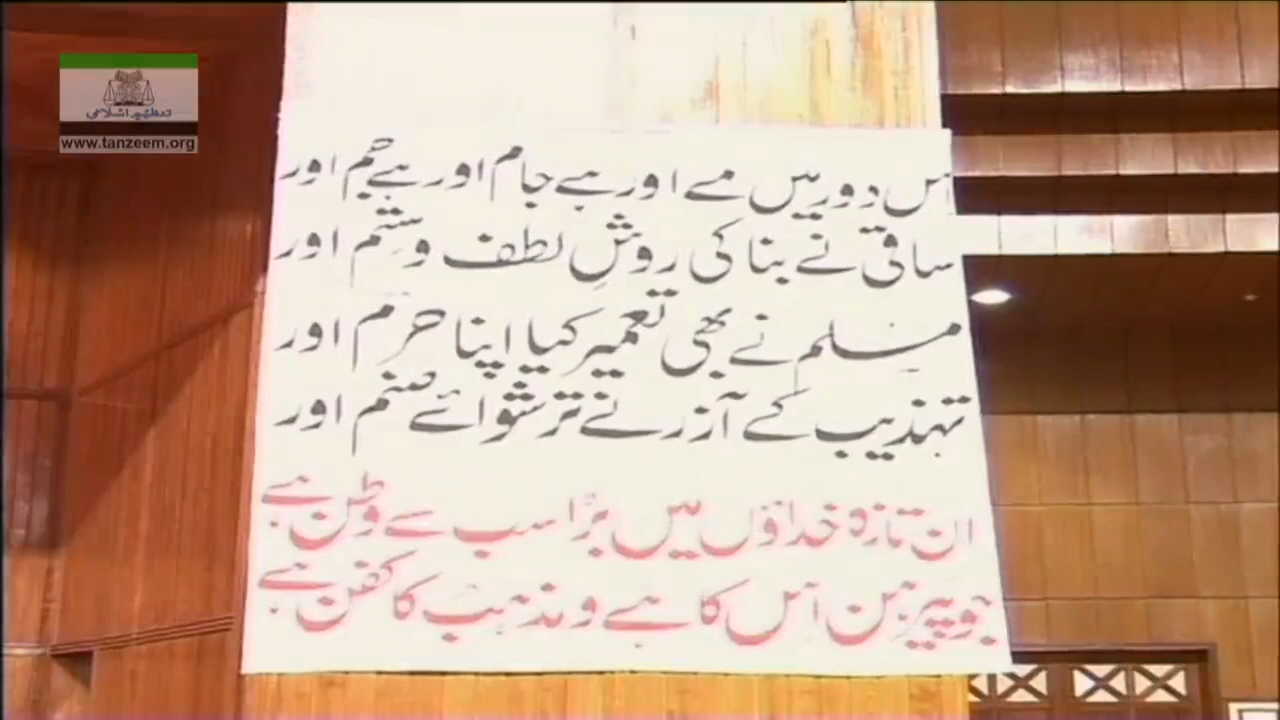 تنظیم اسلامی
www.tanzeem.org
اس دور میں مے اور ہے جام اور ہے جم اور
ساقی نے بنا کی روشِ لطف و ستم اور
مسلم نے بھی تعمیر کیا اپنا حرم اور
تہذیب کے آزر نے ترشوائے صنم اور
ان تازہ خداؤں میں بڑا سب سے وطن ہے
جو پیرہن اس کا ہے وہ مذہب کا کفن ہے